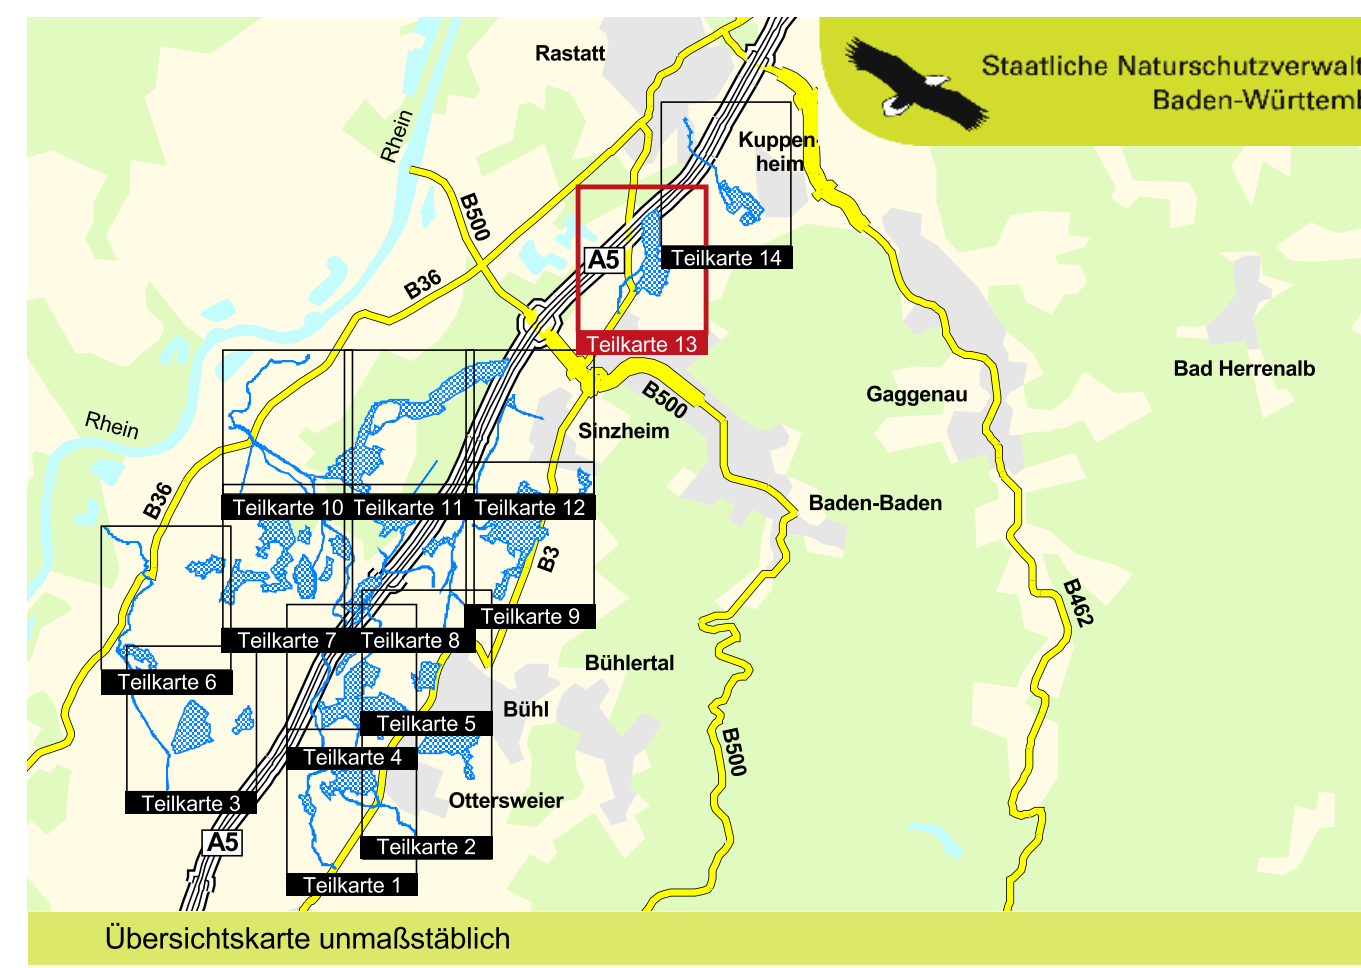 Rastatt
Staatliche Naturschutzverwalt
Baden-Württemb
Rhein
Kuppen-
heim
B500
A5
Teilkarte 14
B36
Teilkarte 13
Bad Herrenalb
Gaggenau
B500
Rhein
Sinzheim
B36
Teilkarte 10
Teilkarte 11
Teilkarte 12
Baden-Baden
B3
B462
Teilkarte 9
Teilkarte 7
Teilkarte 8
Bühlertal
Teilkarte 6
Bühl
Teilkarte 5
B500
Teilkarte 4
Teilkarte 3
Ottersweier
A5
Teilkarte 2
Teilkarte 1
Übersichtskarte unmaßstäblich